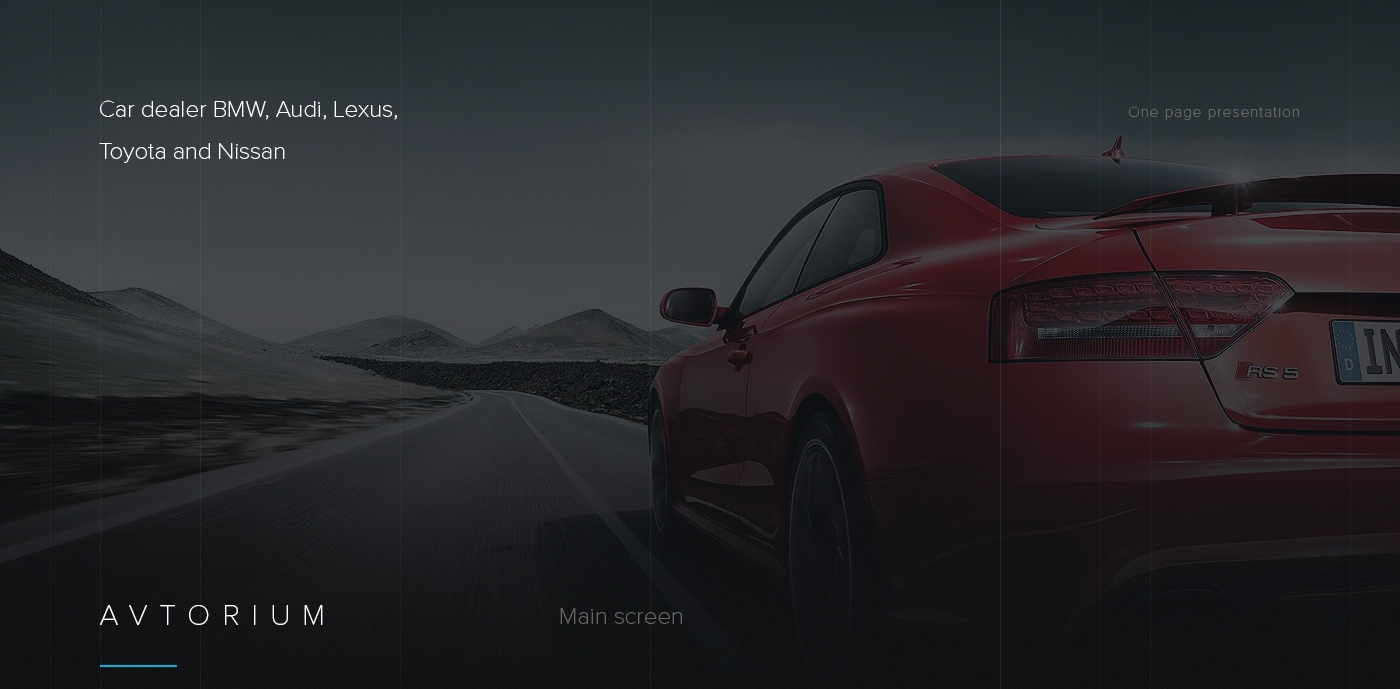 Car dealer BMW, Audi, Lexus,
One page presentation
Toyota and Nissan
D
IN
RS 5
AVTORIUM
Main screen